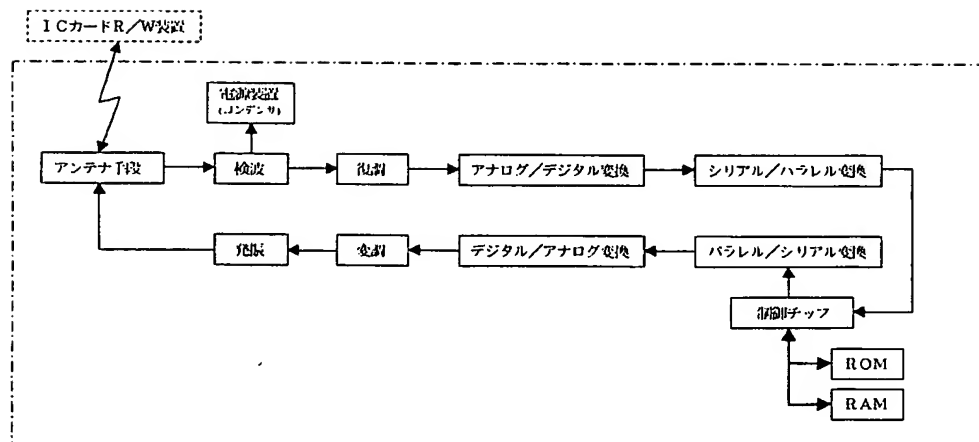 ICカードR/W装置
電源装置
(コンデンサ)
アンテナ手段
検波
復調
アナログ/デジタル変換
シリアル/パラレル変換
発振
変調
デジタル/アナログ変換
パラレル/シリアル変換
制御チップ
ROM
RAM